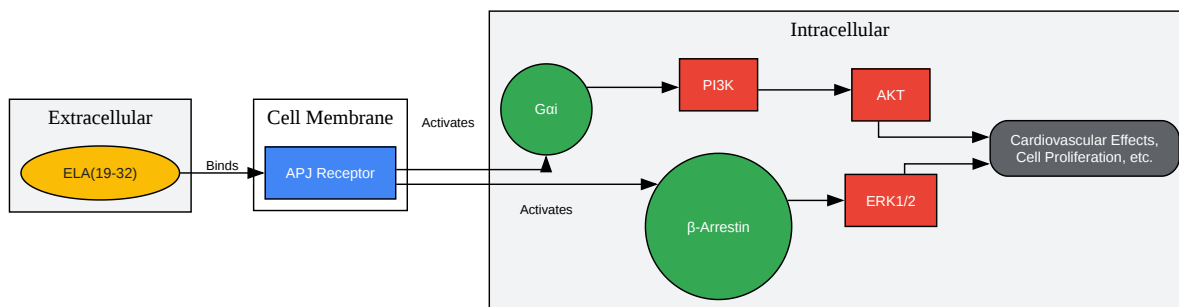 Extracellular
ELA(19-32)
Binds
Cell Membrane
APJ Receptor
Activates
Activates
Intracellular
Gαi
PI3K
AKT
β-Arrestin
ERK1/2
Cardiovascular Effects,
Cell Proliferation, etc.